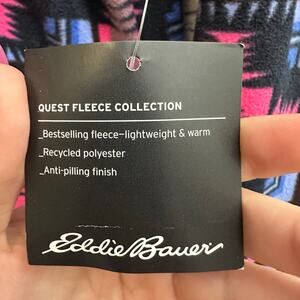 QUEST FLEECE COLLECTION
_Bestselling fleece—lightweight & warm
_Recycled polyester
_Anti-pilling finish
Eddie Bauer